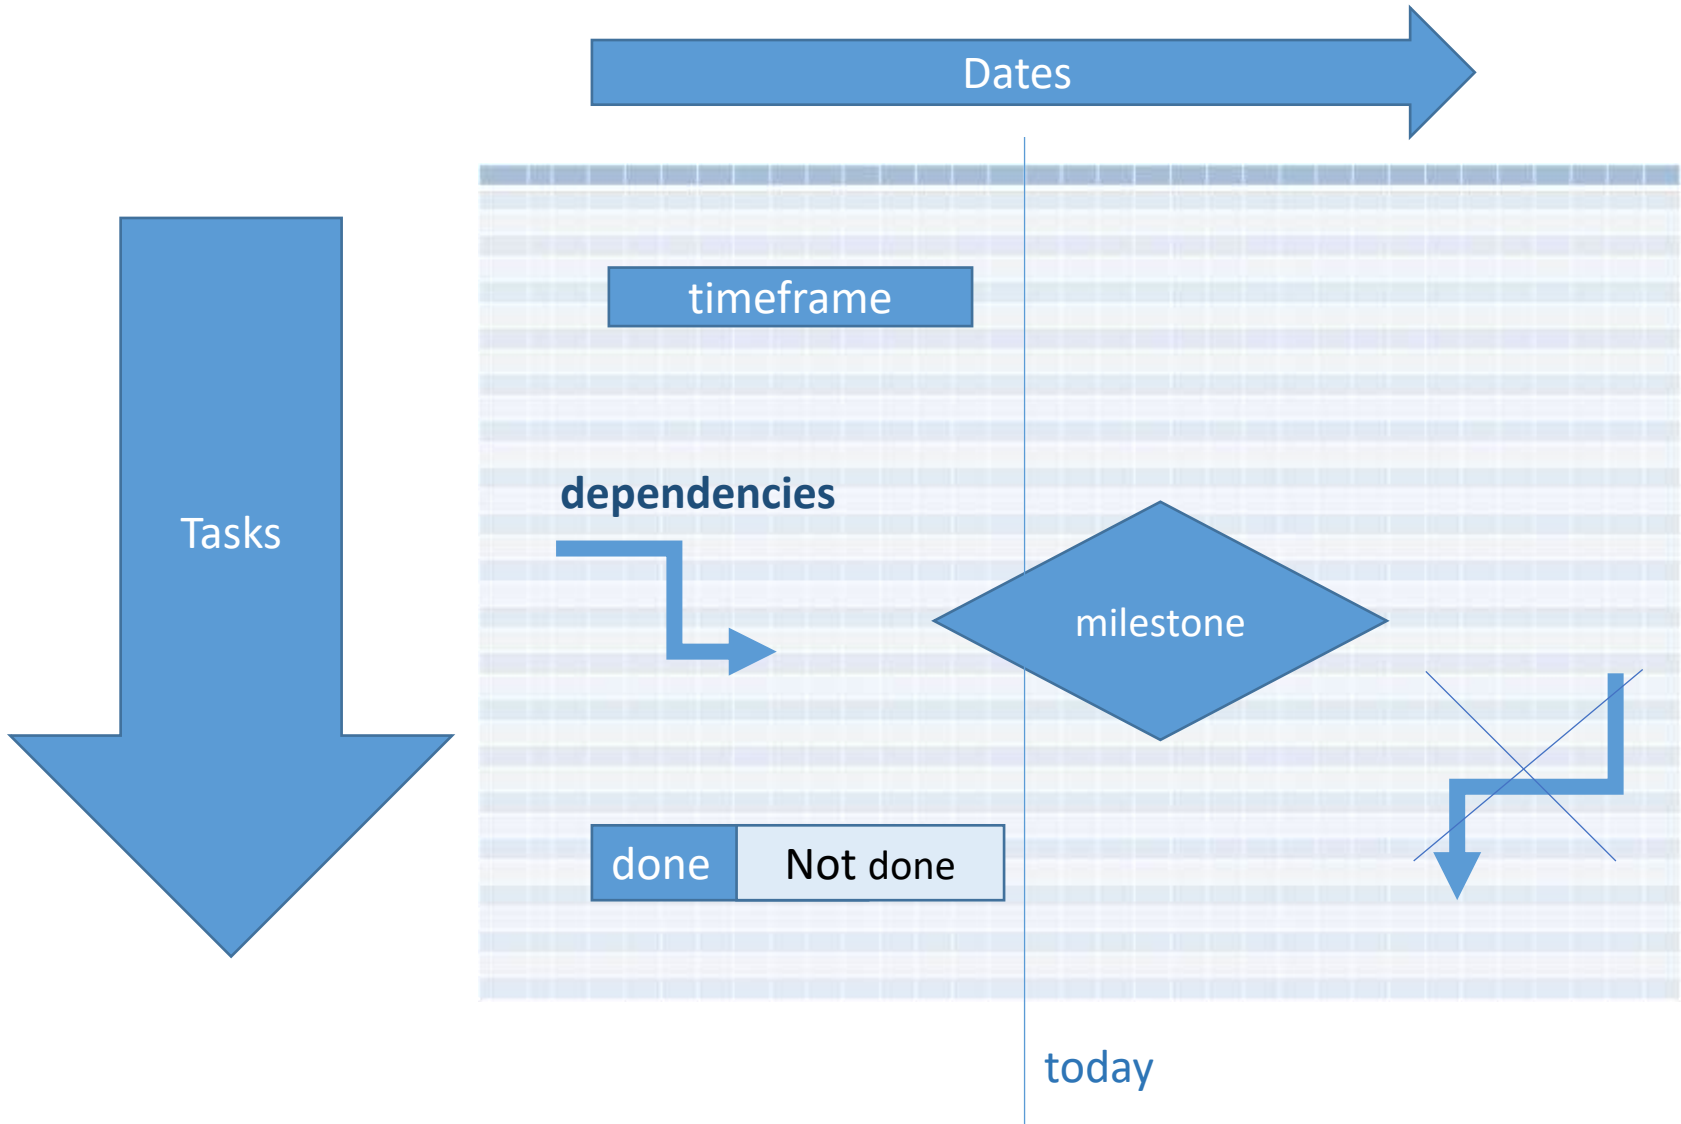 Dates
timeframe
dependencies
Tasks
milestone
done
Not done
today